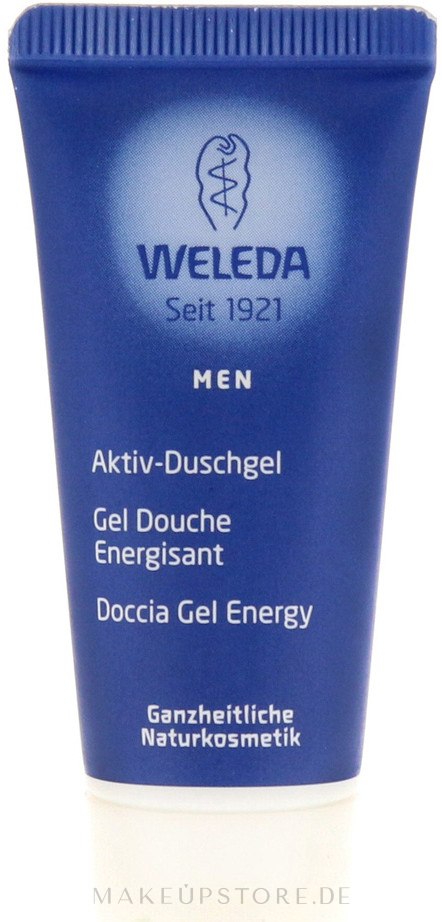 WELEDA
Seit 1921
MEN
Aktiv-Duschgel
Gel Douche
Energisant
Doccia Gel Energy
Ganzheitliche
Naturkosmetik
MAKEUPSTORE.DE